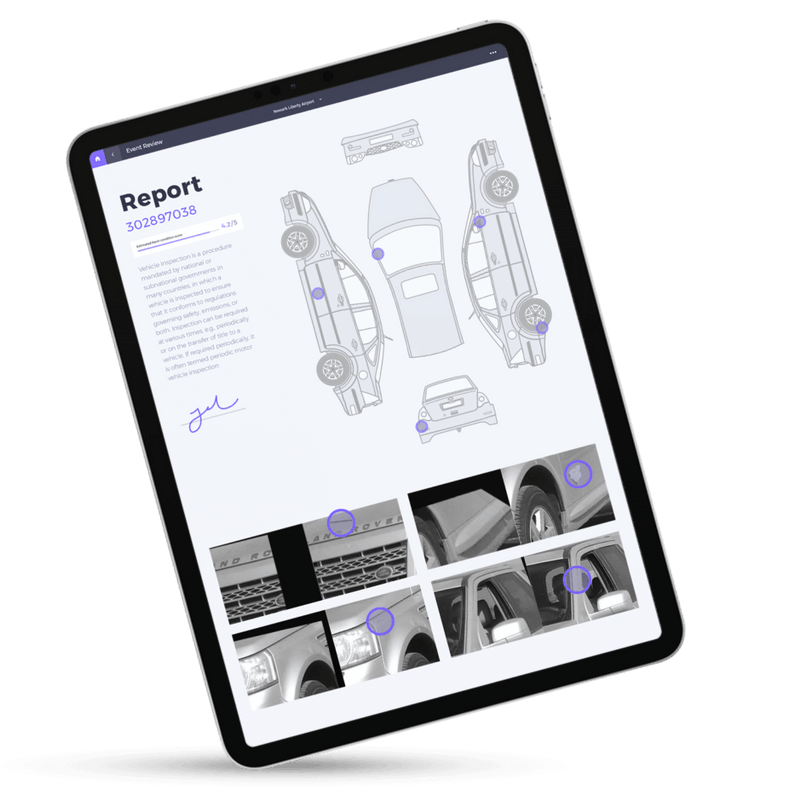 Newark Liberty Airport
Event Review
Report
302897038
Estimated Asset condition score
4.2/5
Vehicle inspection is a procedure
mandated by national or
subnational governments in
many countries, in which a
vehicle is inspected to ensure
that it conforms to regulations
governing safety, emissions, or
both. Inspection can be required
at various times, e.g., periodically
or on the transfer of title to a
vehicle. If required periodically, it
is often termed periodic motor
vehicle inspection
ND RO
AND ROVER